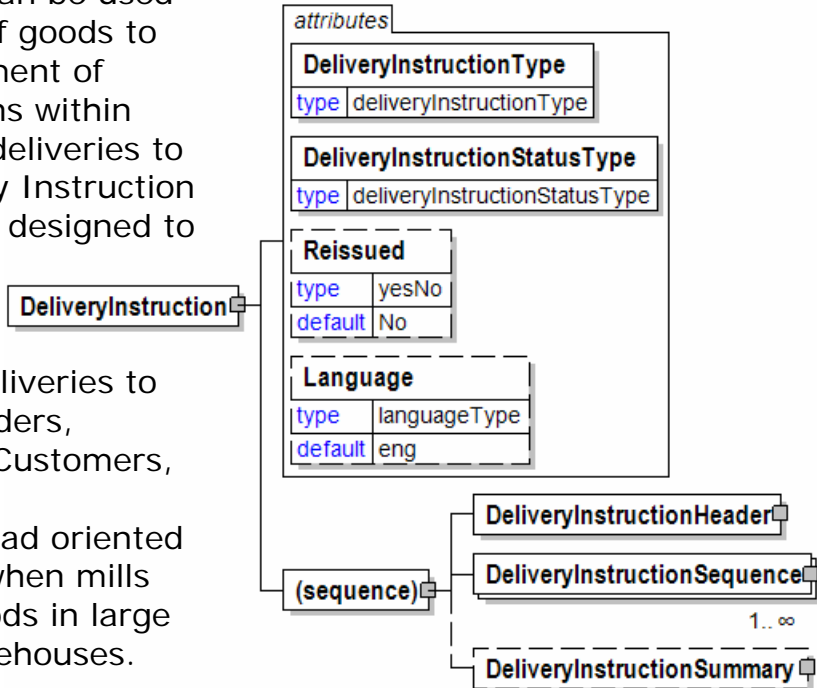 an be used
f goods to
nent of
ns within
deliveries to
y Instruction
designed to
liveries to
ders,
Customers,
ad oriented
when mills
ods in large
ehouses.
attributes
DeliveryInstructionType
type deliveryInstructionType
DeliveryInstructionStatusType
type deliveryInstructionStatusType
Reissued
type yesNo
default No
Language
type languageType
default eng
DeliveryInstruction
(sequence)
DeliveryInstructionHeader
DeliveryInstructionSequence
1.. ∞
DeliveryInstructionSummary